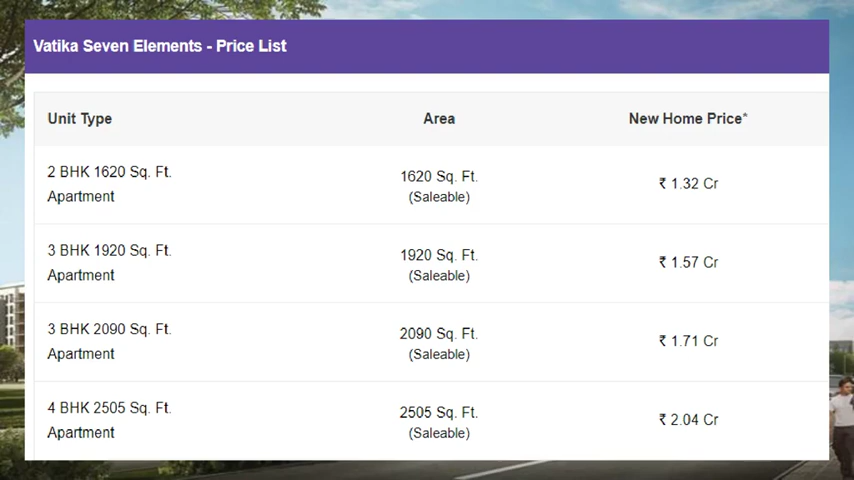 Vatika Seven Elements - Price List
Unit Type Area New Home Price*
2 BHK 1620 Sq. Ft.
Apartment
1620 Sq. Ft.
(Saleable)
₹ 1.32 Cr
3 BHK 1920 Sq. Ft.
Apartment
1920 Sq. Ft.
(Saleable)
₹ 1.57 Cr
3 BHK 2090 Sq. Ft.
Apartment
2090 Sq. Ft.
(Saleable)
₹ 1.71 Cr
4 BHK 2505 Sq. Ft.
Apartment
2505 Sq. Ft.
(Saleable)
₹ 2.04 Cr